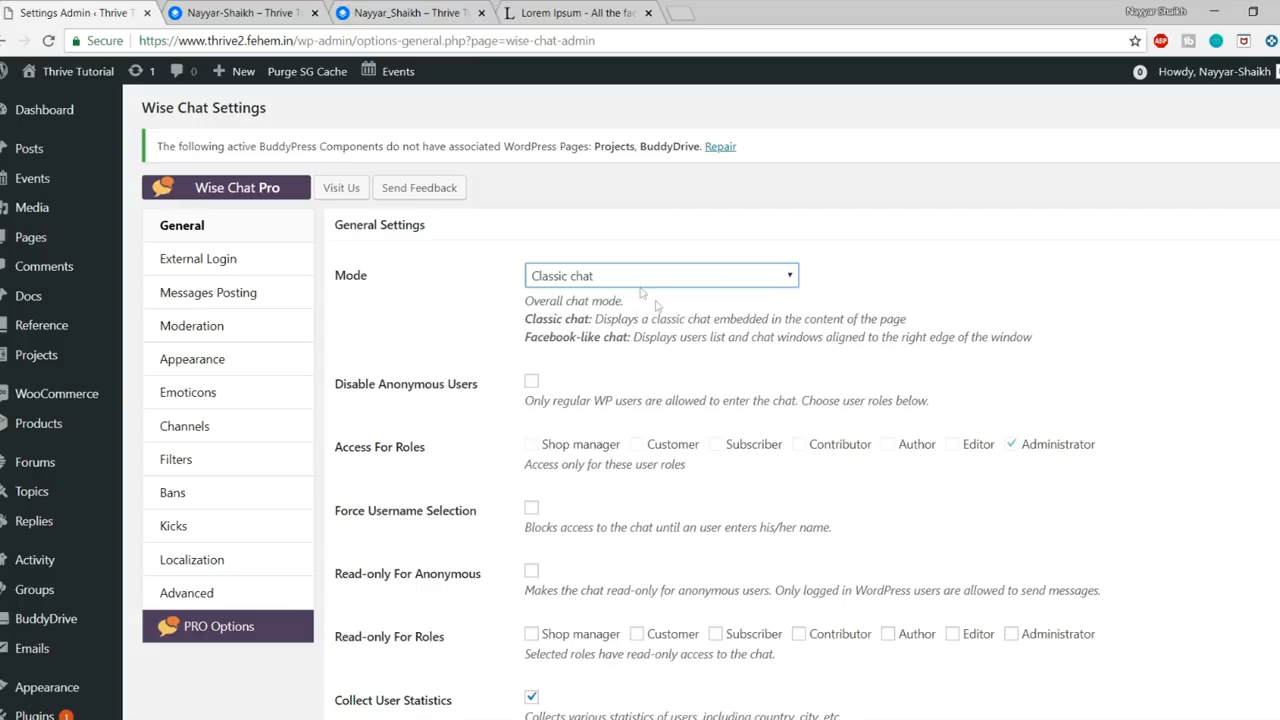 Settings Admin ‹ Thrive T
Nayyar-Shaikh – Thrive T
Nayyar_Shaikh – Thrive T
Lorem Ipsum - All the fac
Nayyar Shaikh
Secure
https://www.thrive2.fehem.in/wp-admin/options-general.php?page=wise-chat-admin
ABP
Thrive Tutorial
1
0
New
Purge SG Cache
Events
0
Howdy, Nayyar-Shaikh
Dashboard
Posts
Events
Media
Pages
Comments
Docs
Reference
Projects
WooCommerce
Products
Forums
Topics
Replies
Activity
Groups
BuddyDrive
Emails
Appearance
Plugins 1
Wise Chat Settings
The following active BuddyPress Components do not have associated WordPress Pages: Projects, BuddyDrive. Repair
Wise Chat Pro
Visit Us
Send Feedback
General
External Login
Messages Posting
Moderation
Appearance
Emoticons
Channels
Filters
Bans
Kicks
Localization
Advanced
PRO Options
General Settings
Mode
Classic chat
Overall chat mode.
Classic chat: Displays a classic chat embedded in the content of the page
Facebook-like chat: Displays users list and chat windows aligned to the right edge of the window
Disable Anonymous Users
Only regular WP users are allowed to enter the chat. Choose user roles below.
Access For Roles
Shop manager Customer Subscriber Contributor Author Editor Administrator
Access only for these user roles
Force Username Selection
Blocks access to the chat until an user enters his/her name.
Read-only For Anonymous
Makes the chat read-only for anonymous users. Only logged in WordPress users are allowed to send messages.
Read-only For Roles
Shop manager Customer Subscriber Contributor Author Editor Administrator
Selected roles have read-only access to the chat.
Collect User Statistics
Collects various statistics of users, including country, city, etc.